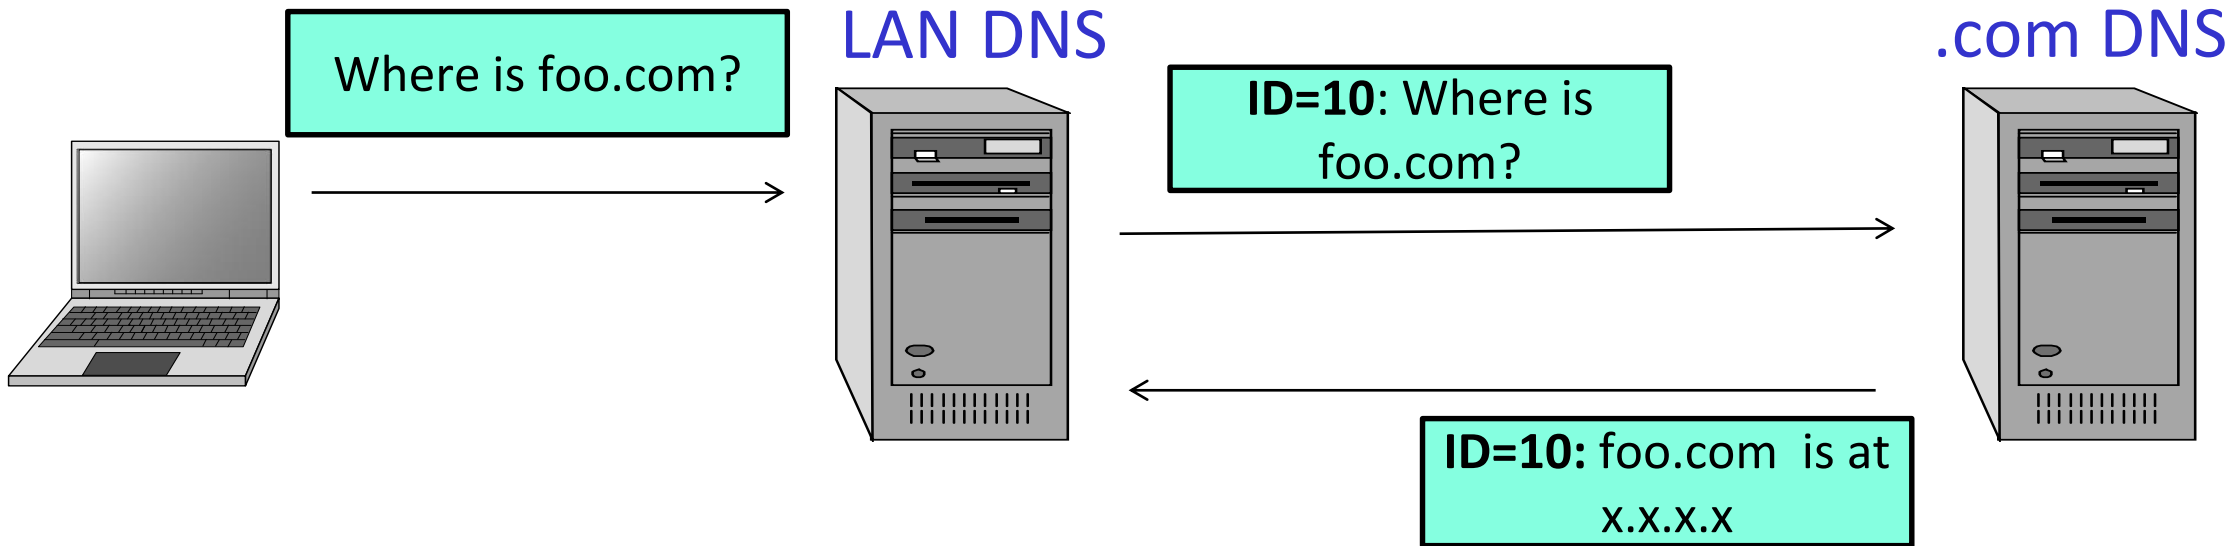 Where is foo.com?
LAN DNS
ID=10: Where is
foo.com?
.com DNS
ID=10: foo.com  is at
x.x.x.x